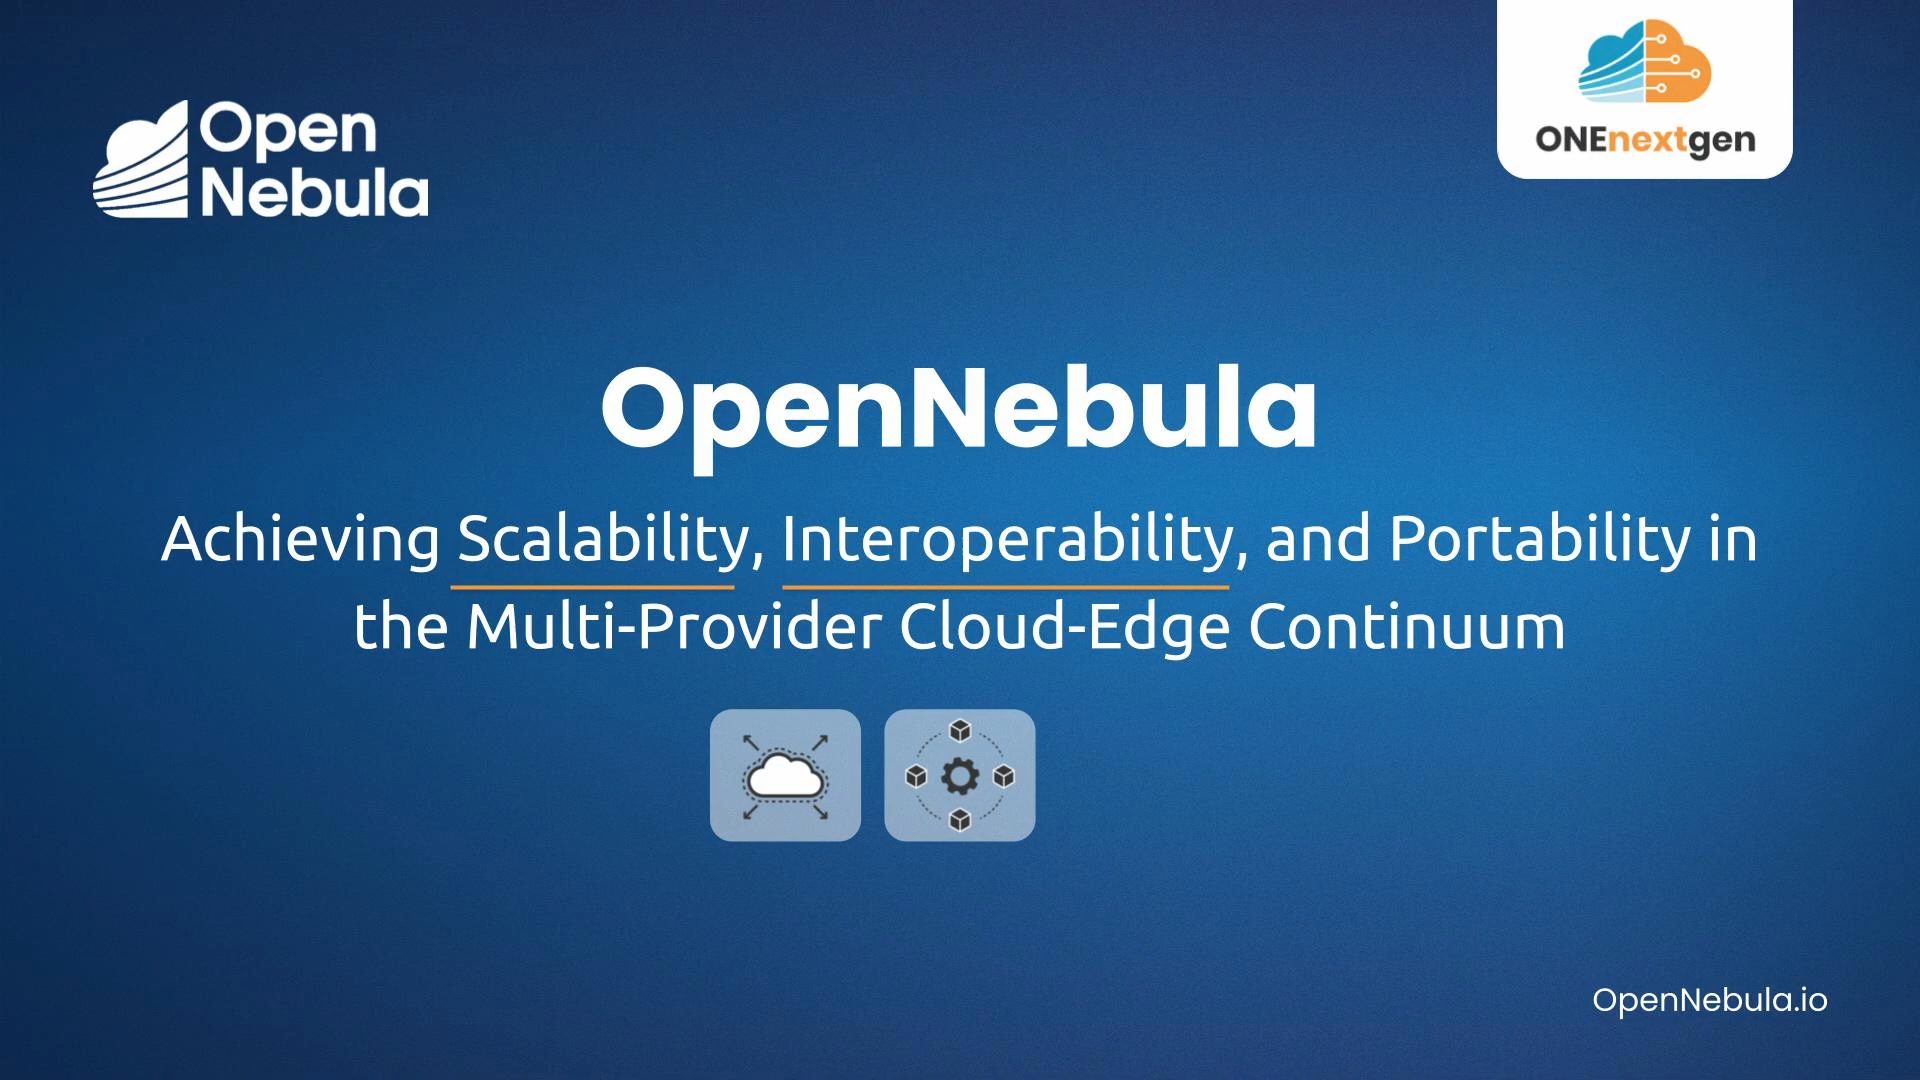 Open
Nebula
ONEnextgen
OpenNebula
Achieving Scalability, Interoperability, and Portability in
the Multi-Provider Cloud-Edge Continuum
OpenNebula.io